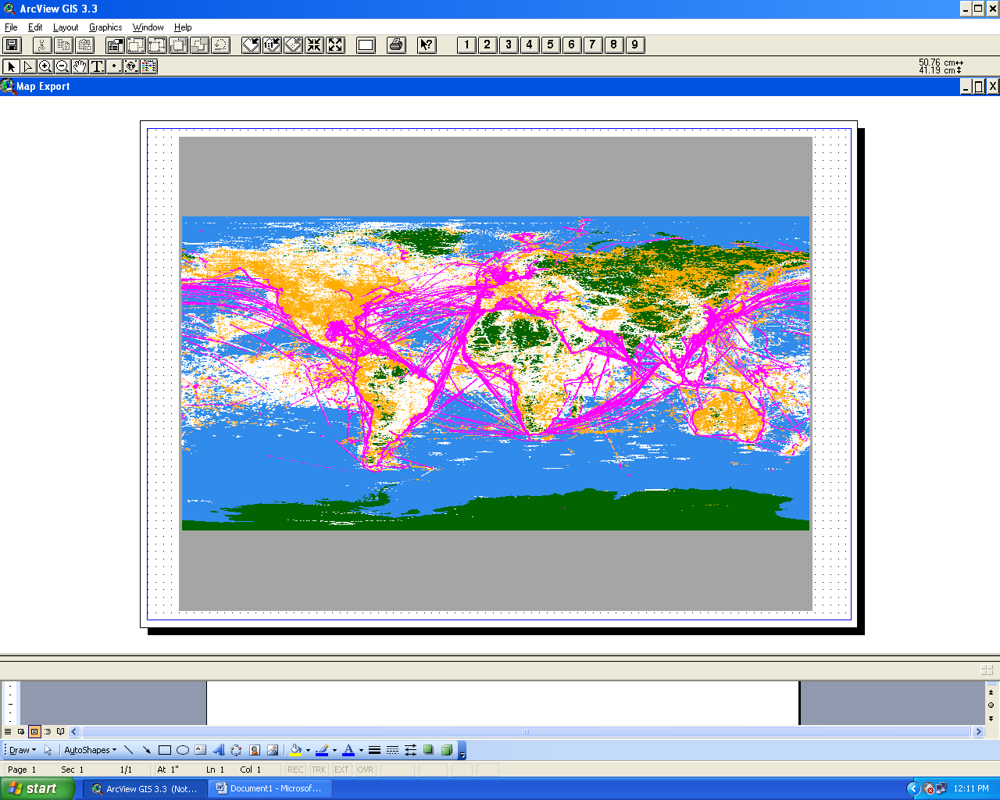 ArcView GIS 3.3
File Edit Layout Graphics Window Help
1 2 3 4 5 6 7 8 9
T
50.76 cm
41.19 cm
Map Export
Draw AutoShapes A
Page 1 Sec 1 1/1 At 1" Ln 1 Col 1 REC TRK EXT OVR
start ArcView GIS 3.3 (Not... Document1 - Microsof... 12:11 PM